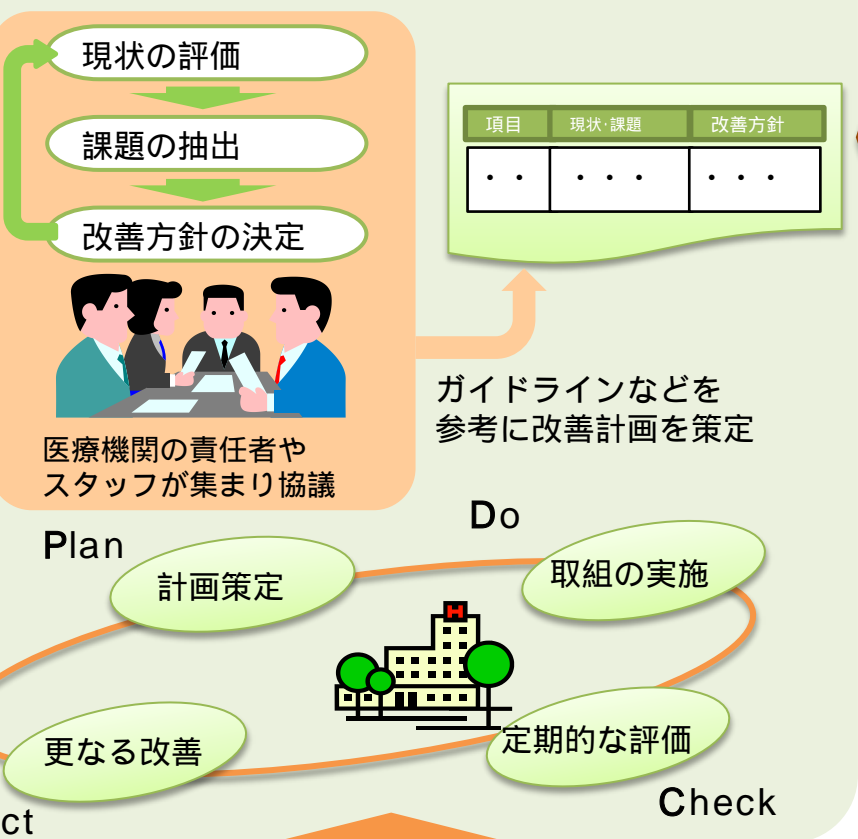 現状の評価
課題の抽出
改善方針の決定
医療機関の責任者や
スタッフが集まり協議
項目 現状・課題 改善方針
・・ ・・・ ・・・
ガイドラインなどを
参考に改善計画を策定
Plan
計画策定
Do
取組の実施
H
更なる改善
定期的な評価
Check
ct